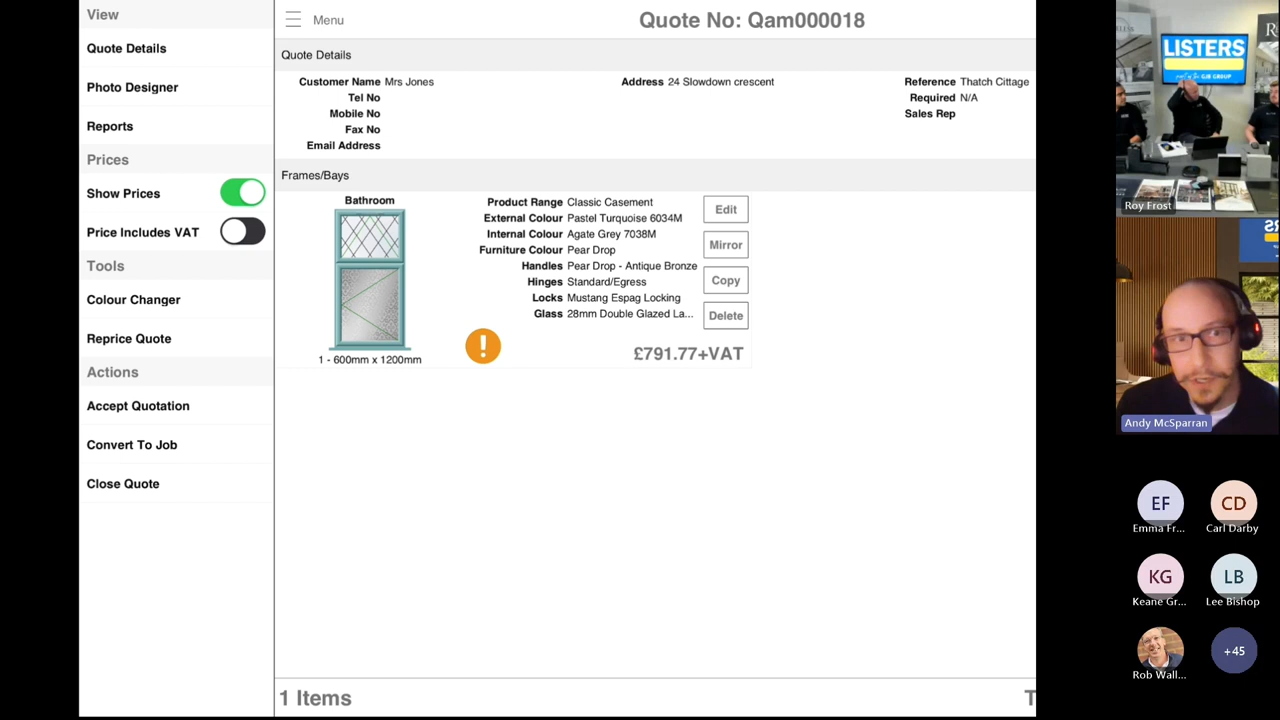 View
Quote Details
Photo Designer
Reports
Prices
Show Prices
Price Includes VAT
Tools
Colour Changer
Reprice Quote
Actions
Accept Quotation
Convert To Job
Close Quote
Menu
Quote No: Qam000018
Quote Details
Customer Name Mrs Jones
Tel No
Mobile No
Fax No
Email Address
Address 24 Slowdown crescent
Reference Thatch Cittage
Required N/A
Sales Rep
Frames/Bays
Bathroom
1 - 600mm x 1200mm
Product Range Classic Casement
External Colour Pastel Turquoise 6034M
Internal Colour Agate Grey 7038M
Furniture Colour Pear Drop
Handles Pear Drop - Antique Bronze
Hinges Standard/Egress
Locks Mustang Espag Locking
Glass 28mm Double Glazed La...
!
£791.77+VAT
Edit
Mirror
Copy
Delete
1 Items
T
LISTERS
R
Roy Frost
Andy McSparran
EF
Emma Fr...
CD
Carl Darby
KG
Keane Gr...
LB
Lee Bishop
Rob Wall...
+45